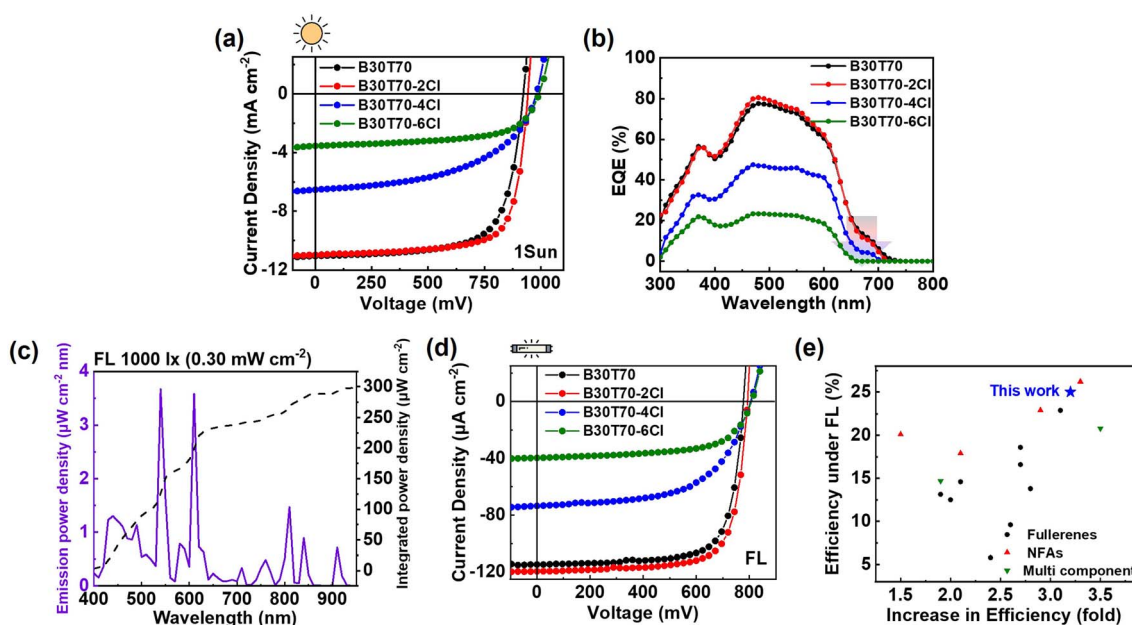 (a)
Current Density (mA cm-2)
0
-4
-8
-12
B30T70
B30T70-2Cl
B30T70-4Cl
B30T70-6Cl
1Sun
0 250 500 750 1000
Voltage (mV)
(b)
EQE (%)
100
80
60
40
20
0
B30T70
B30T70-2Cl
B30T70-4Cl
B30T70-6Cl
300 400 500 600 700 800
Wavelength (nm)
(c)
FL 1000 lx (0.30 mW cm-2)
Emission power density (µW cm-2 nm)
4
3
2
1
0
Integrated power density (µW cm-2)
300
250
200
150
100
50
0
400 500 600 700 800 900
Wavelength (nm)
(d)
Current Density (µA cm-2)
0
-40
-80
-120
B30T70
B30T70-2Cl
B30T70-4Cl
B30T70-6Cl
FL
0 200 400 600 800
Voltage (mV)
(e)
Efficiency under FL (%)
25
20
15
10
5
This work
Fullerenes
NFAs
Multi component
1.5 2.0 2.5 3.0 3.5
Increase in Efficiency (fold)